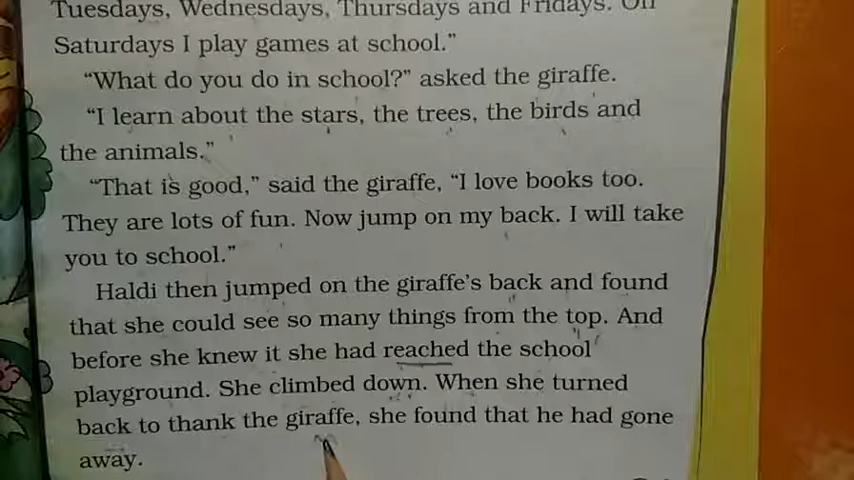 Tuesdays, Wednesdays, Thursdays and Fridays. On
Saturdays I play games at school.”
“What do you do in school?” asked the giraffe.
“I learn about the stars, the trees, the birds and
the animals.”
“That is good,” said the giraffe, “I love books too.
They are lots of fun. Now jump on my back. I will take
you to school.”
Haldi then jumped on the giraffe’s back and found
that she could see so many things from the top. And
before she knew it she had reached the school
playground. She climbed down. When she turned
back to thank the giraffe, she found that he had gone
away.